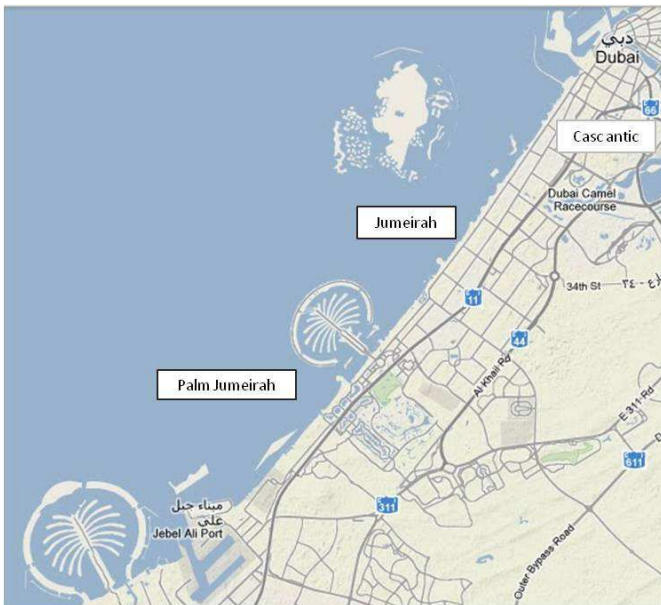 دبي
Dubai
66
Cascantic
Dubai Camel
Racecourse
Jumeirah
34th St
11
44
Palm Jumeirah
Al Khail Rd
E 311 Rd
611
311
ميناء جبل
علي
Jebel Ali Port
Outer Bypass Road